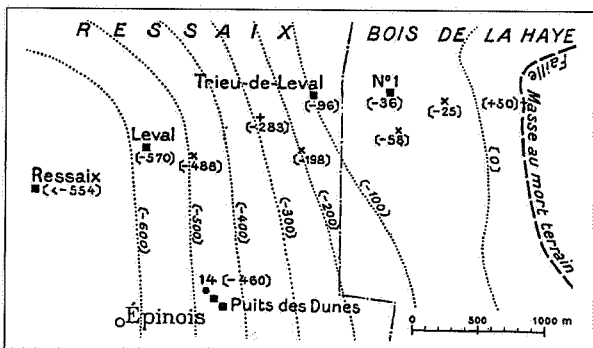 RESSAIX BOIS DE LA HAYE
Faille Masse au mort terrain
Trieu-de-Leval
(-96)
N°1
(-36)
(-25)
(+50)
(-283)
(-58)
Leval
(-570)
(-488)
(-198)
(0)
Ressaix
(<-554)
(-600)
(-500)
(-400)
(-300)
(-200)
(-100)
14 (-460)
Puits des Dunes
Épinois
0 500 1000 m